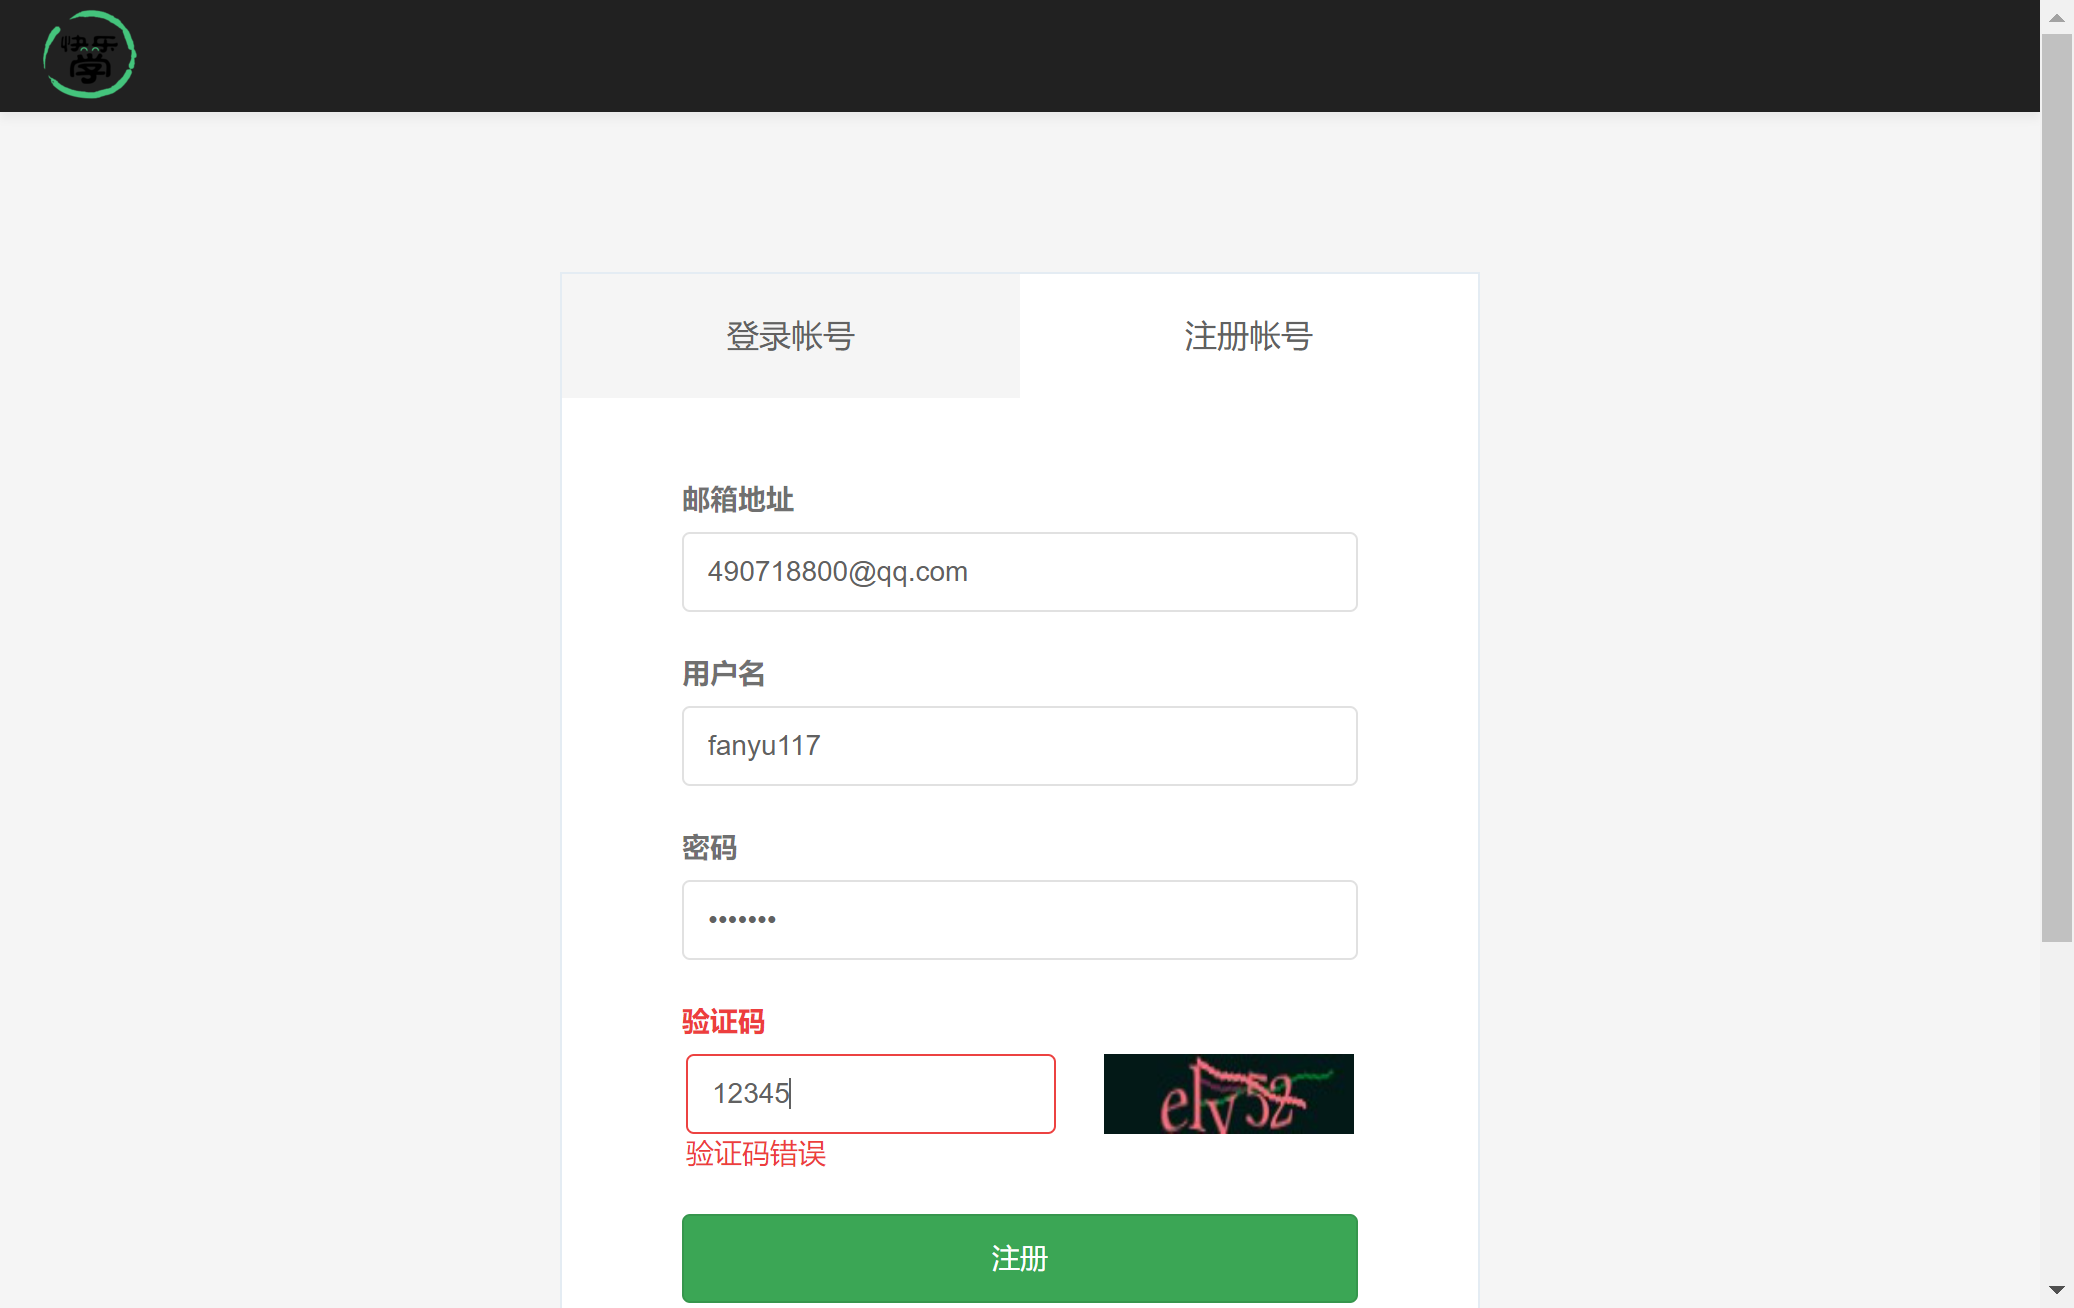 快乐
学
登录帐号
注册帐号
邮箱地址
490718800@qq.com
用户名
fanyu117
密码
•••••••
验证码
12345
验证码错误
注册